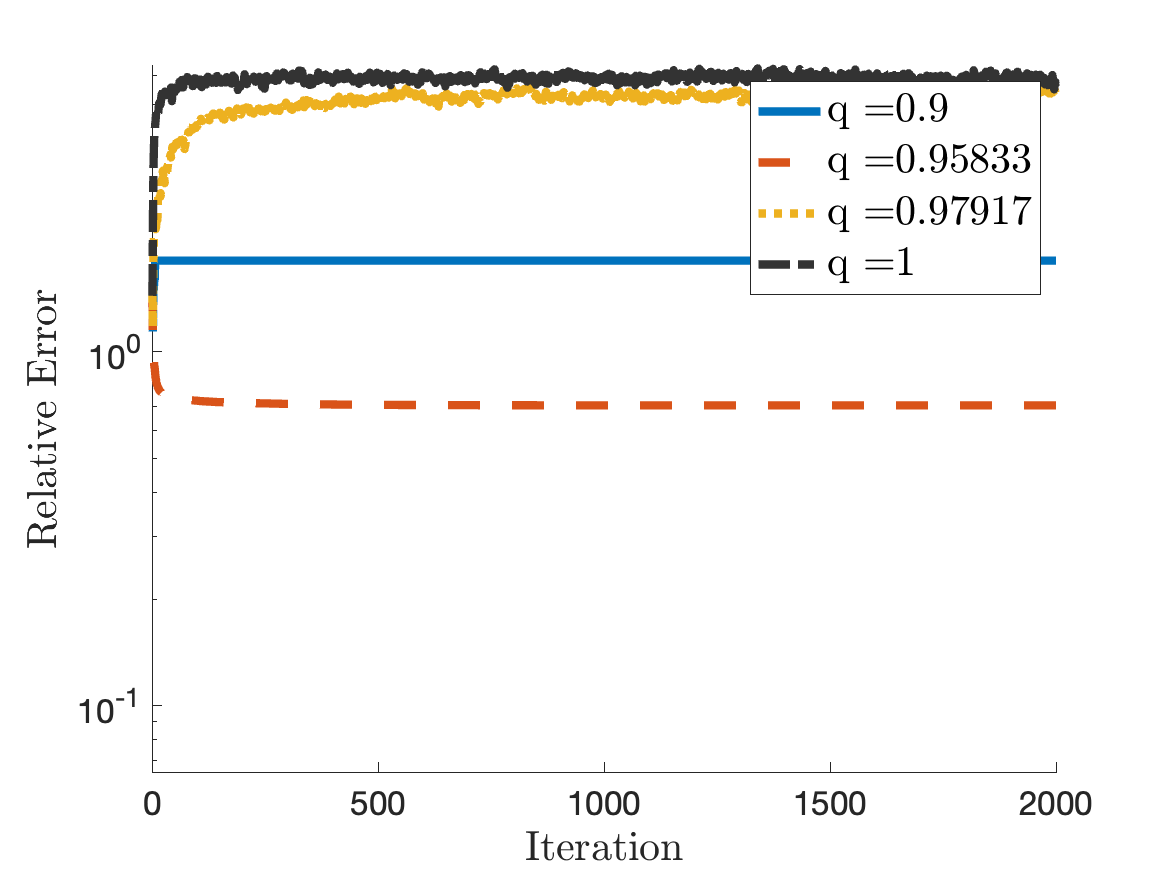 q =0.9
q =0.95833
q =0.97917
q =1
Relative Error
10^0
10^-1
0 500 1000 1500 2000
Iteration